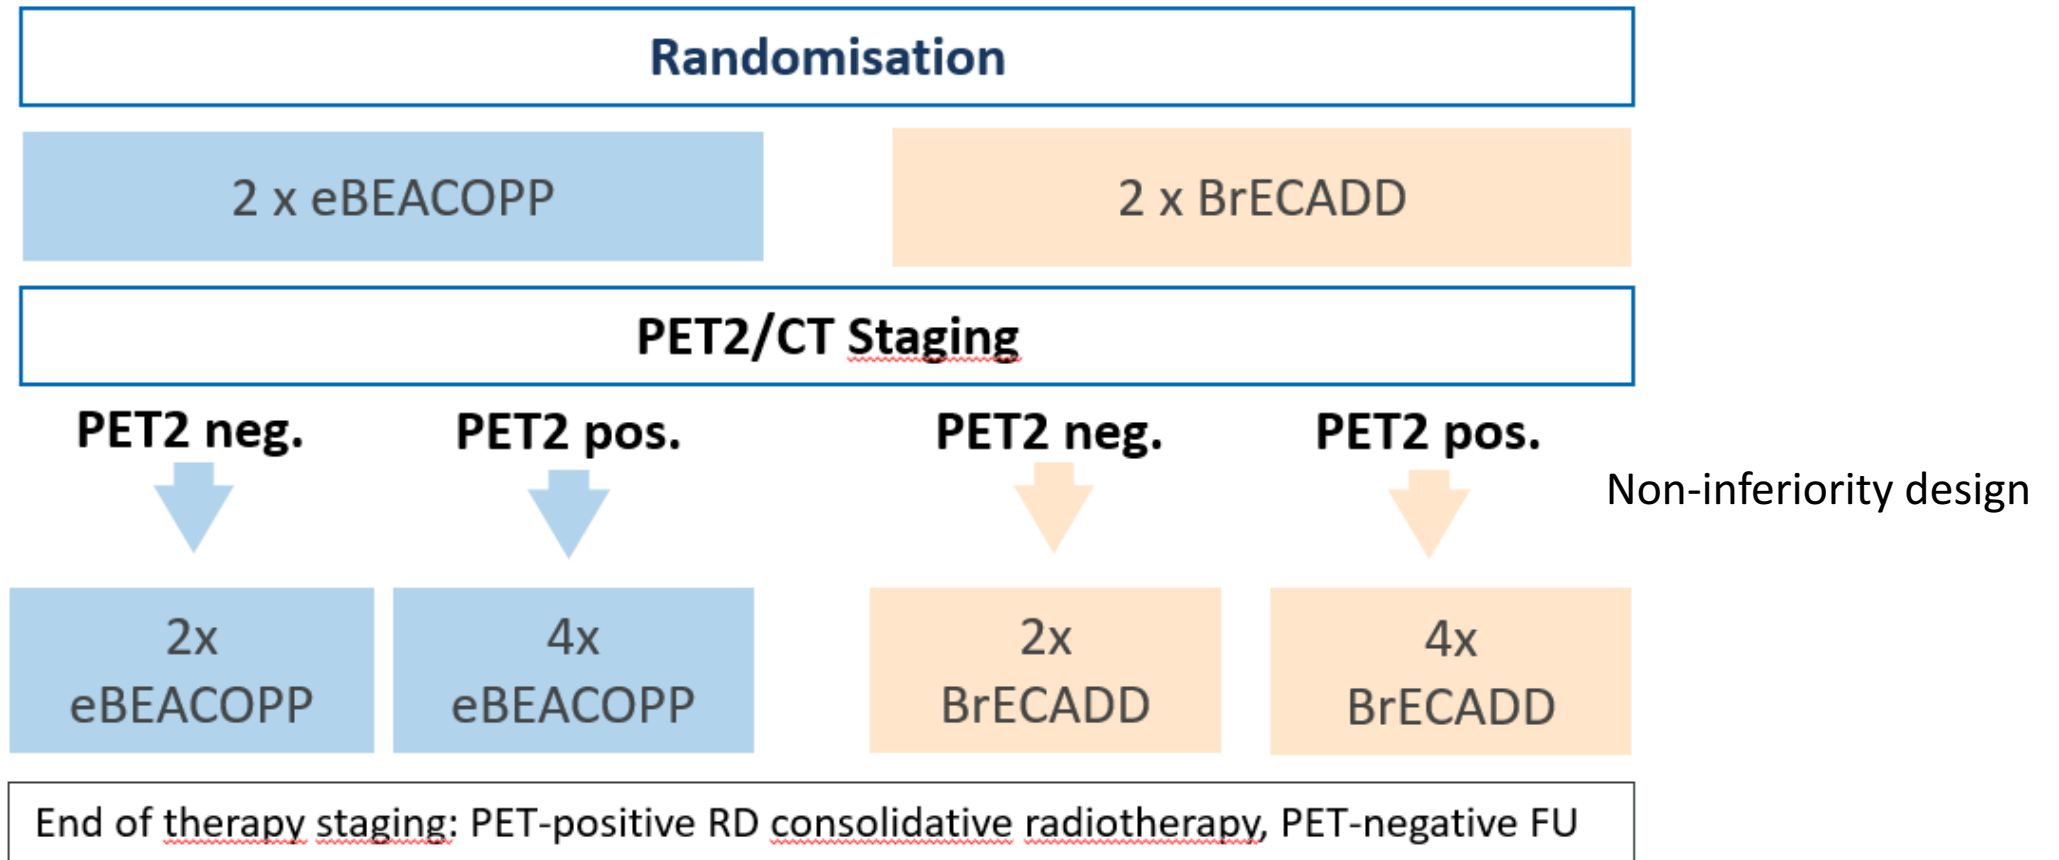 Randomisation
2 x eBEACOPP
2 x BrECADD
PET2/CT Staging
PET2 neg.
PET2 pos.
PET2 neg.
PET2 pos.
Non-inferiority design
2x
eBEACOPP
4x
eBEACOPP
2x
BrECADD
4x
BrECADD
End of therapy staging: PET-positive RD consolidative radiotherapy, PET-negative FU